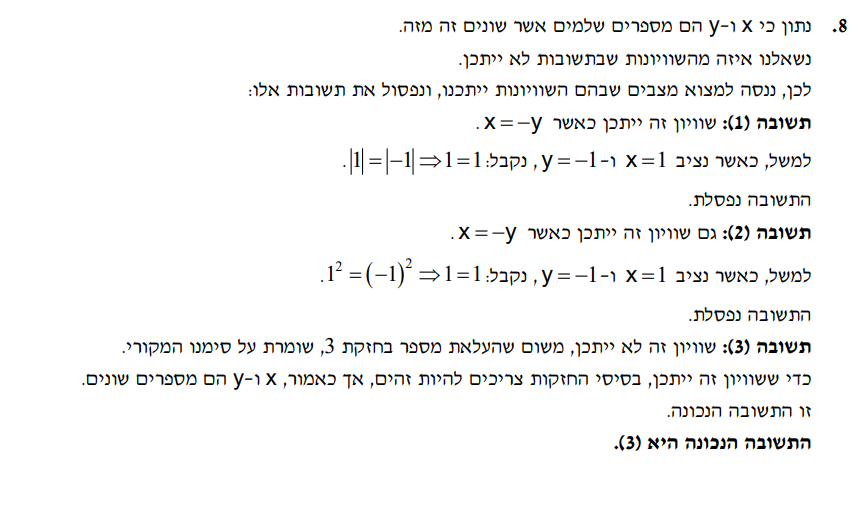 8. נתון כי x ו-y הם מספרים שלמים אשר שונים זה מזה.
נשאלנו איזה מהשוויונות שבתשובות לא ייתכן.
לכן, ננסה למצוא מצבים שבהם השוויונות ייתכנו, ונפסול את תשובות אלו:
תשובה (1): שוויון זה ייתכן כאשר x = −y .
למשל, כאשר נציב x = 1 ו- y = −1 , נקבל: |1| = |−1| ⇒ 1 = 1 .
התשובה נפסלת.
תשובה (2): גם שוויון זה ייתכן כאשר x = −y .
למשל, כאשר נציב x = 1 ו- y = −1 , נקבל: 1² = (−1)² ⇒ 1 = 1 .
התשובה נפסלת.
תשובה (3): שוויון זה לא ייתכן, משום שהעלאת מספר בחזקת 3, שומרת על סימנו המקורי.
כדי ששוויון זה ייתכן, בסיסי החזקות צריכים להיות זהים, אך כאמור, x ו-y הם מספרים שונים.
זו התשובה הנכונה.
התשובה הנכונה היא (3).